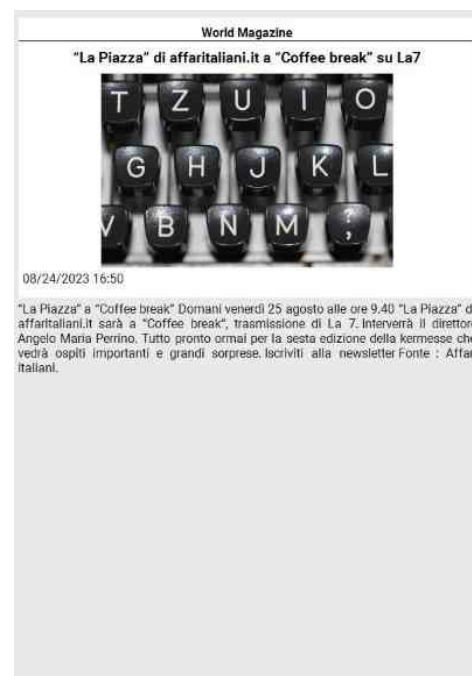 World Magazine
“La Piazza” di affaritaliani.it a “Coffee break” su La7
T Z U I O
G H J K L
V B N M ? ;
08/24/2023 16:50
“La Piazza” a “Coffee break” Domani venerdì 25 agosto alle ore 9.40 “La Piazza” d
affaritaliani.it sarà a “Coffee break”, trasmissione di La 7. Interverrà il direttore
Angelo Maria Perrino. Tutto pronto ormai per la sesta edizione della kermesse che
vedrà ospiti importanti e grandi sorprese. Iscriviti alla newsletter Fonte : Affar
italiani.